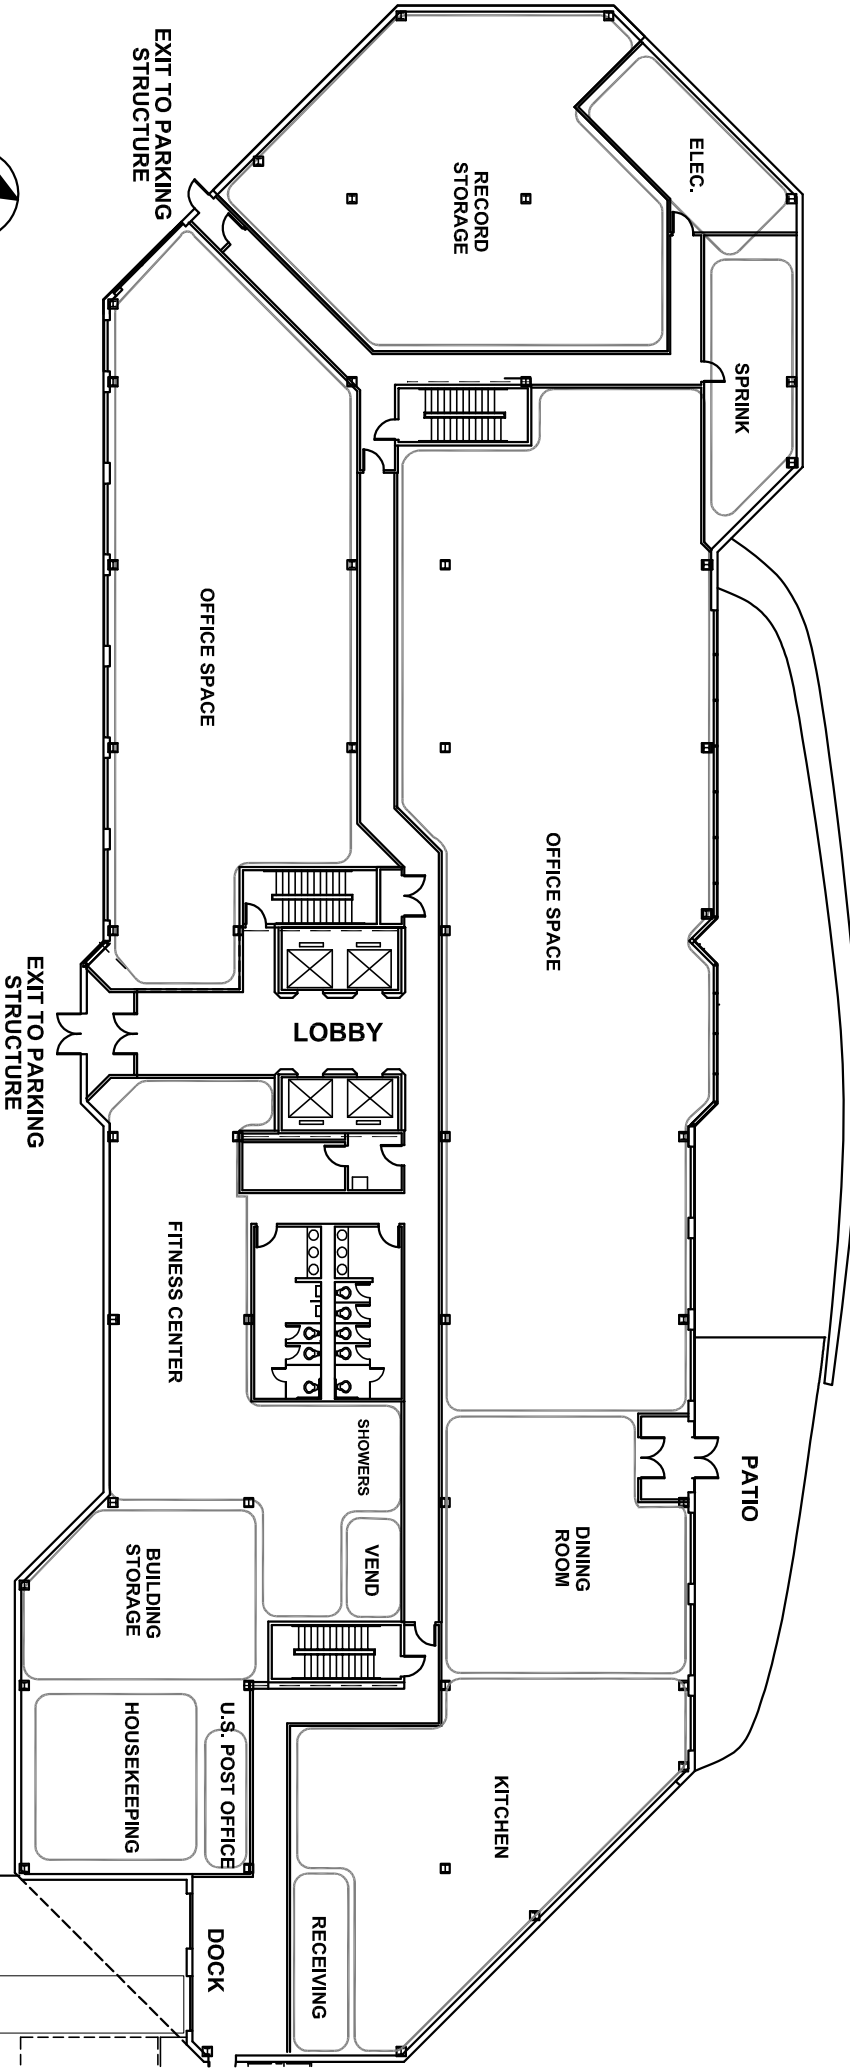 EXIT TO PARKING
STRUCTURE
RECORD
STORAGE
ELEC.
SPRINK
OFFICE SPACE
OFFICE SPACE
EXIT TO PARKING
STRUCTURE
LOBBY
FITNESS CENTER
SHOWERS
VEND
PATIO
DINING
ROOM
BUILDING
STORAGE
HOUSEKEEPING
U.S. POST OFFICE
KITCHEN
DOCK
RECEIVING